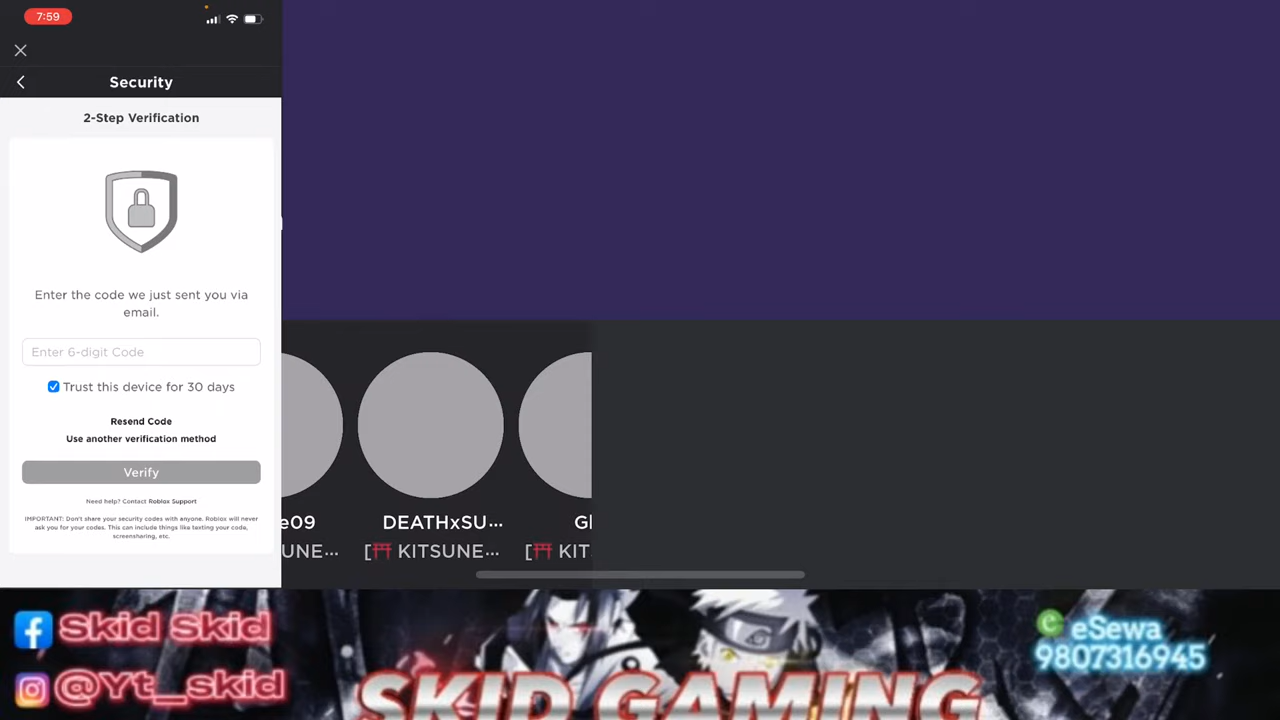 7:59
Security
2-Step Verification
Enter the code we just sent you via
email.
Enter 6-digit Code
Trust this device for 30 days
Resend Code
Use another verification method
Verify
Need help? Contact Roblox Support
IMPORTANT: Don't share your security codes with anyone. Roblox will never
ask you for your codes. This can include things like texting your code,
screensharing, etc.
e09
DEATHxSU...
Gl
UNE...
[⛩️ KITSUNE...
[⛩️ KIT
Skid Skid
@Yt_skid
SKID GAMING
eSewa
9807316945